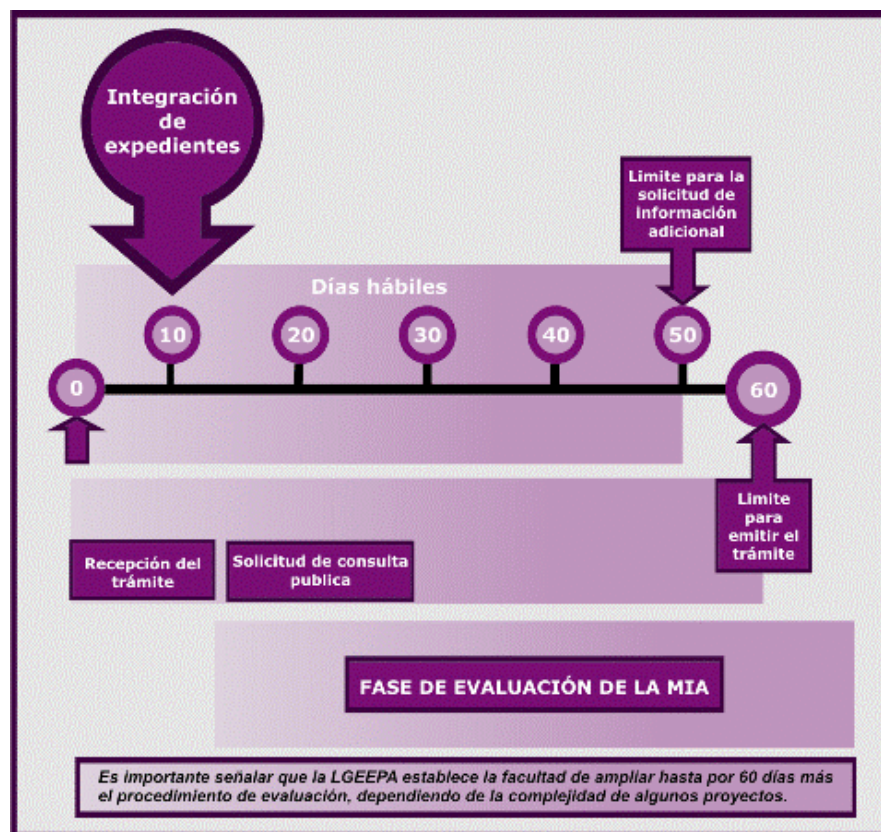 Integración
de
expedientes
Limite para la
solicitud de
información
adicional
Días hábiles
10
20
30
40
50
0
60
Limite
para
emitir el
trámite
Recepción del
trámite
Solicitud de consulta
publica
FASE DE EVALUACIÓN DE LA MIA
Es importante señalar que la LGEEPA establece la facultad de ampliar hasta por 60 días más
el procedimiento de evaluación, dependiendo de la complejidad de algunos proyectos.